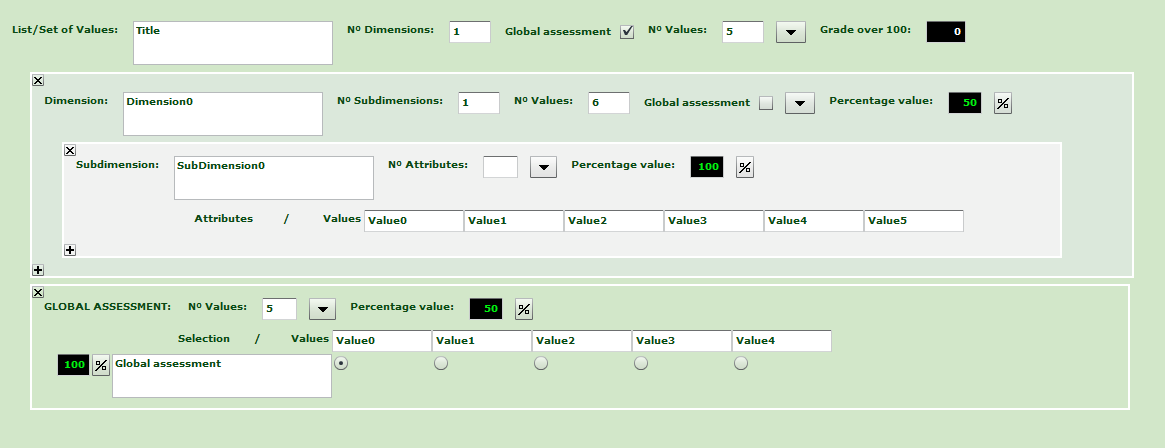 List/Set of Values: Title Nº Dimensions: 1 Global assessment Nº Values: 5 Grade over 100: 0
Dimension: Dimension0 Nº Subdimensions: 1 Nº Values: 6 Global assessment Percentage value: 50 %
Subdimension: SubDimension0 Nº Attributes: Percentage value: 100 %
Attributes / Values Value0 Value1 Value2 Value3 Value4 Value5
GLOBAL ASSESSMENT: Nº Values: 5 Percentage value: 50 %
Selection / Values Value0 Value1 Value2 Value3 Value4
100 % Global assessment